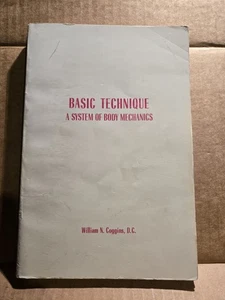 BASIC TECHNIQUE
A SYSTEM OF BODY MECHANICS
William N. Coggins, D.C.